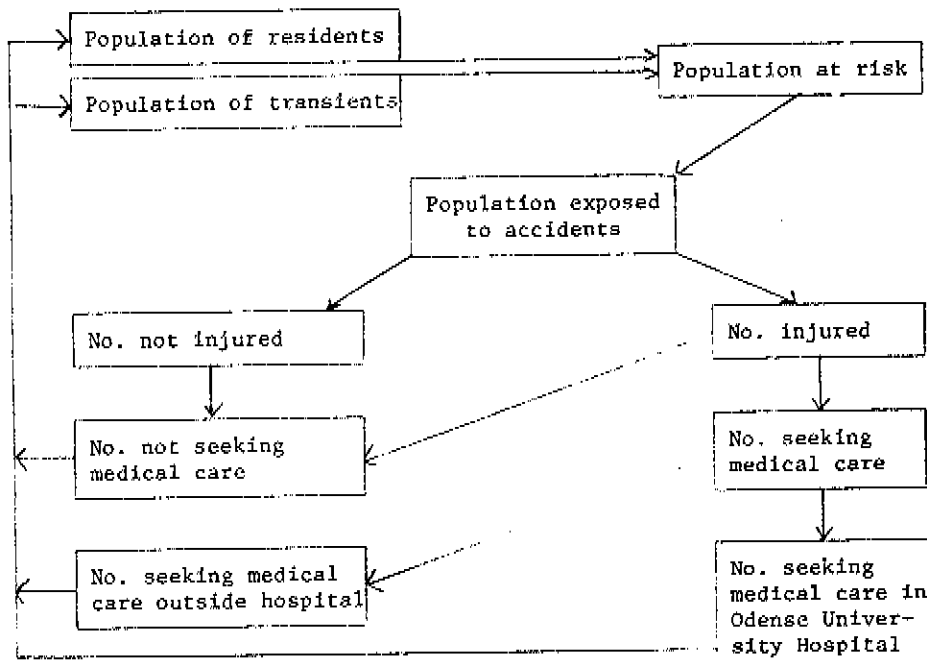 Population of residents
Population of transients
Population at risk
Population exposed
to accidents
No. not injured
No. injured
No. not seeking
medical care
No. seeking
medical care
No. seeking medical
care outside hospital
No. seeking
medical care in
Odense Univer-
sity Hospital